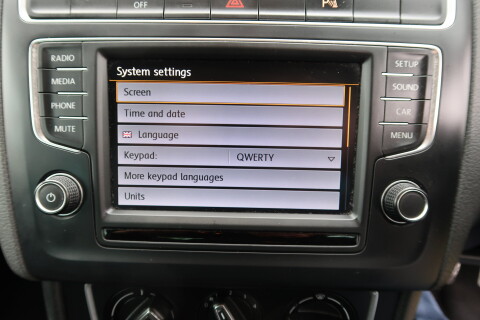 OFF
RADIO
MEDIA
PHONE
MUTE
System settings
Screen
Time and date
Language
Keypad: QWERTY
More keypad languages
Units
SETUP
SOUND
CAR
MENU